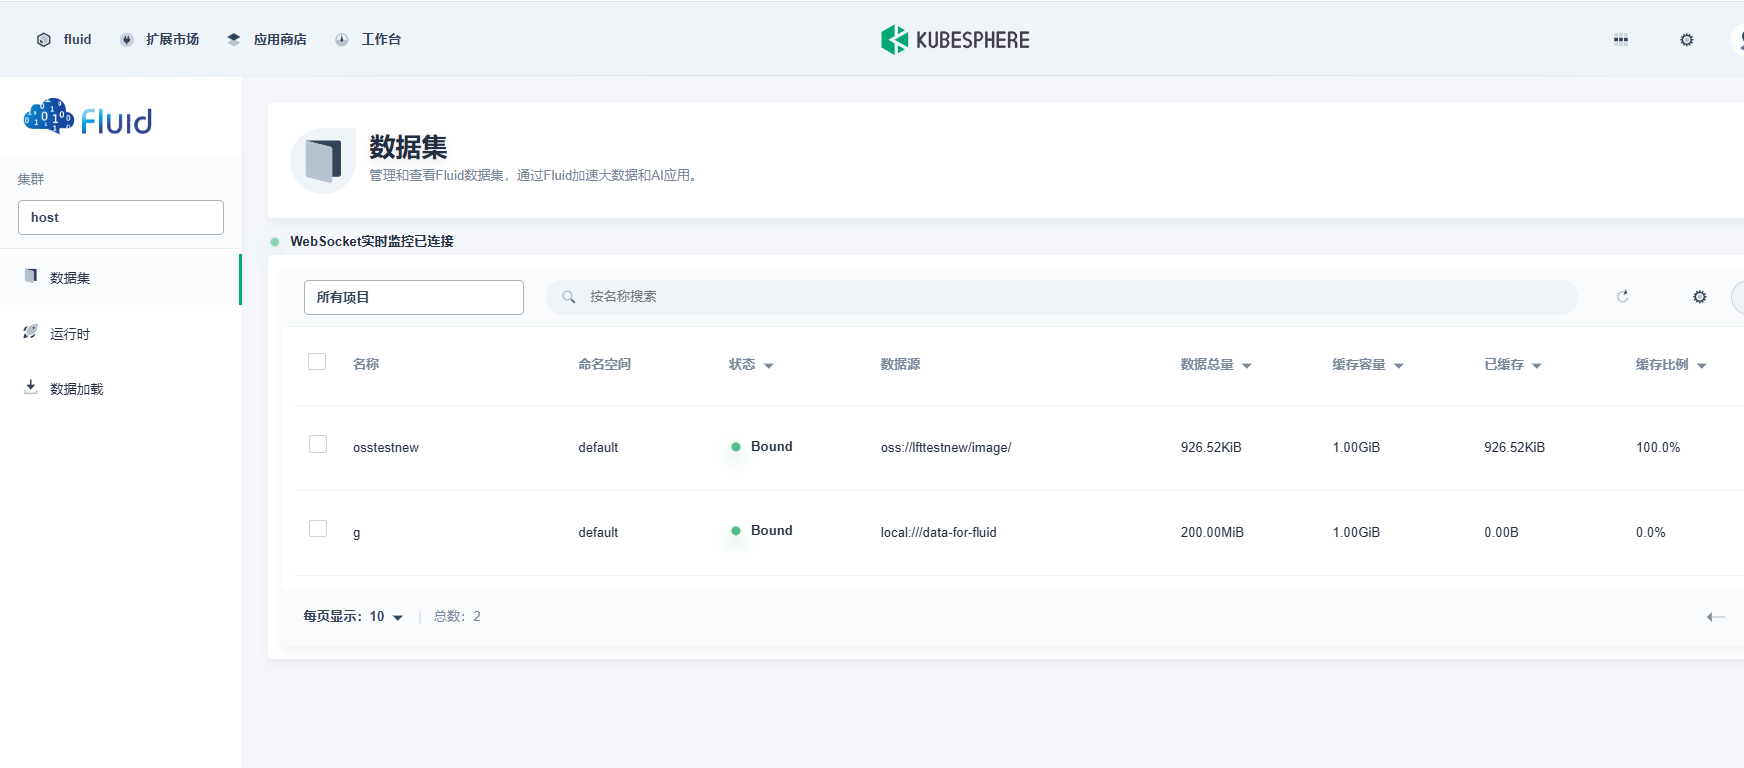 fluid 扩展市场 应用商店 工作台 KUBESPHERE
fluid
集群
host
数据集
运行时
数据加载
数据集
管理和查看Fluid数据集，通过Fluid加速大数据和AI应用。
WebSocket实时监控已连接
所有项目 按名称搜索
名称 命名空间 状态 数据源 数据总量 缓存容量 已缓存 缓存比例
osstestnew default Bound oss://lfttestnew/image/ 926.52KiB 1.00GiB 926.52KiB 100.0%
g default Bound local:///data-for-fluid 200.00MiB 1.00GiB 0.00B 0.0%
每页显示：10 总数：2